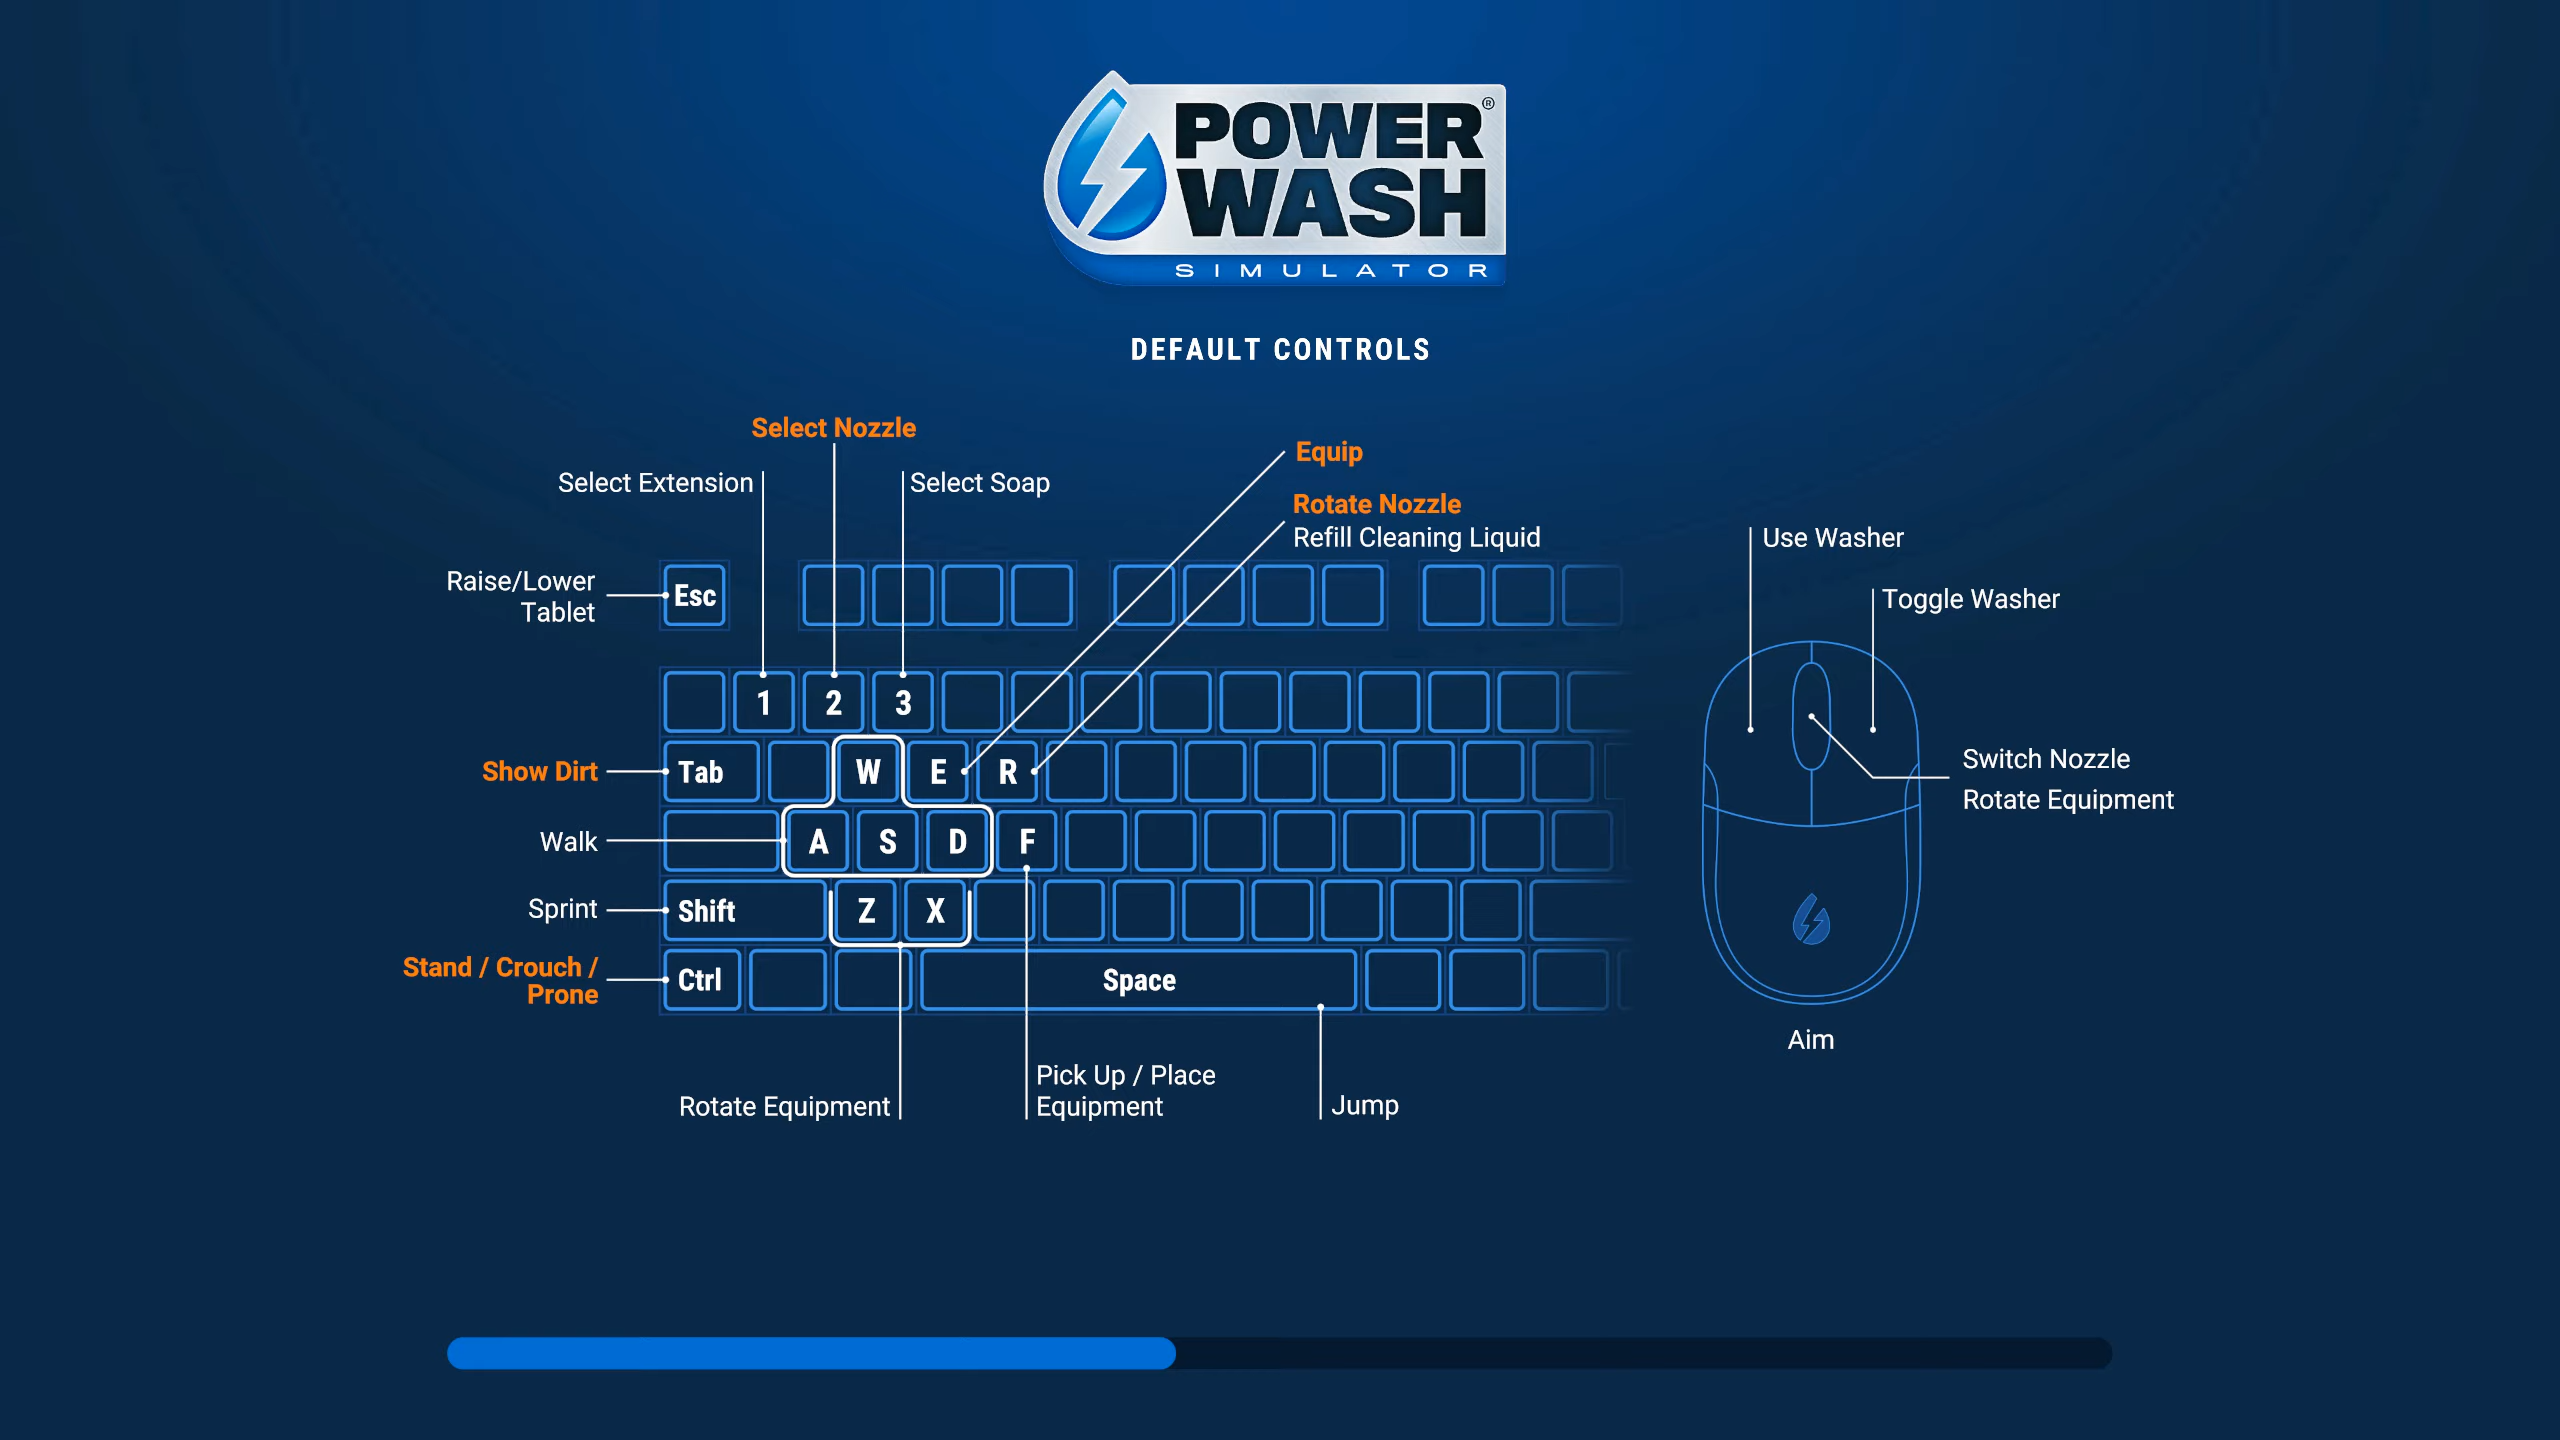 POWER®
WASH
SIMULATOR
DEFAULT CONTROLS
Select Nozzle
Select Extension
Select Soap
Equip
Rotate Nozzle
Refill Cleaning Liquid
Use Washer
Toggle Washer
Raise/Lower
Tablet
Esc
1 2 3
Show Dirt
Tab W E R
Switch Nozzle
Rotate Equipment
Walk
A S D F
Sprint
Shift Z X
Stand / Crouch /
Prone
Ctrl Space
Aim
Rotate Equipment
Pick Up / Place
Equipment
Jump